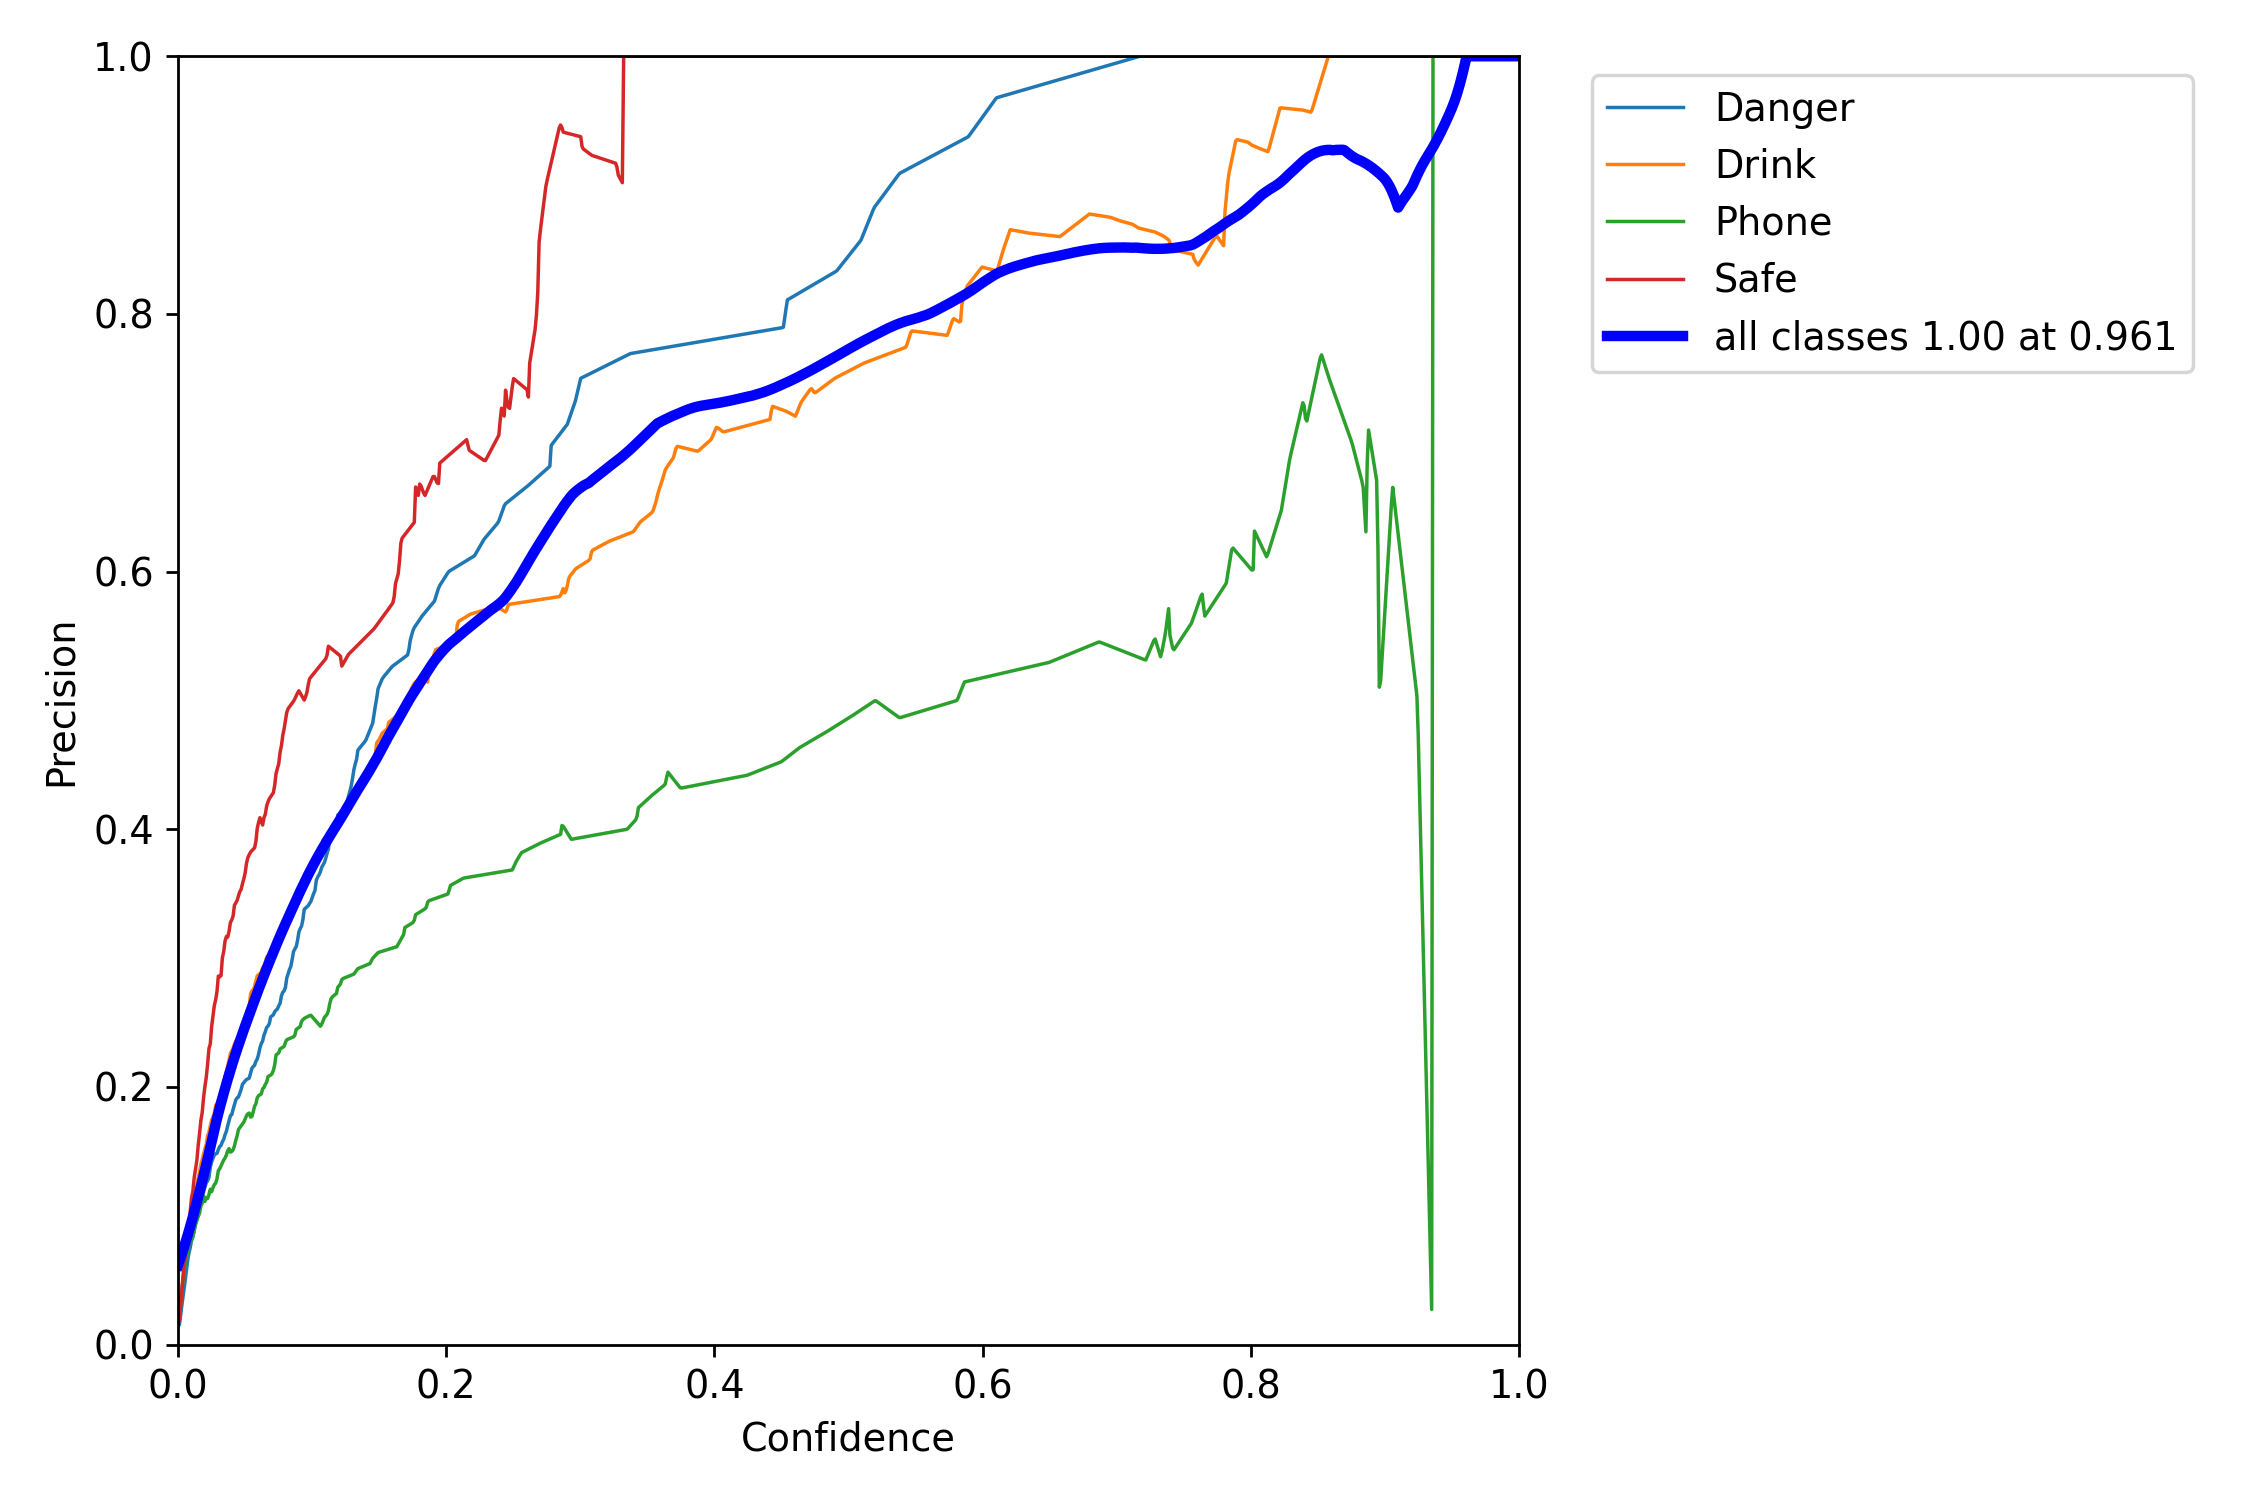 1.0
0.8
0.6
0.4
0.2
0.0
Precision
0.0 0.2 0.4 0.6 0.8 1.0
Confidence
Danger
Drink
Phone
Safe
all classes 1.00 at 0.961